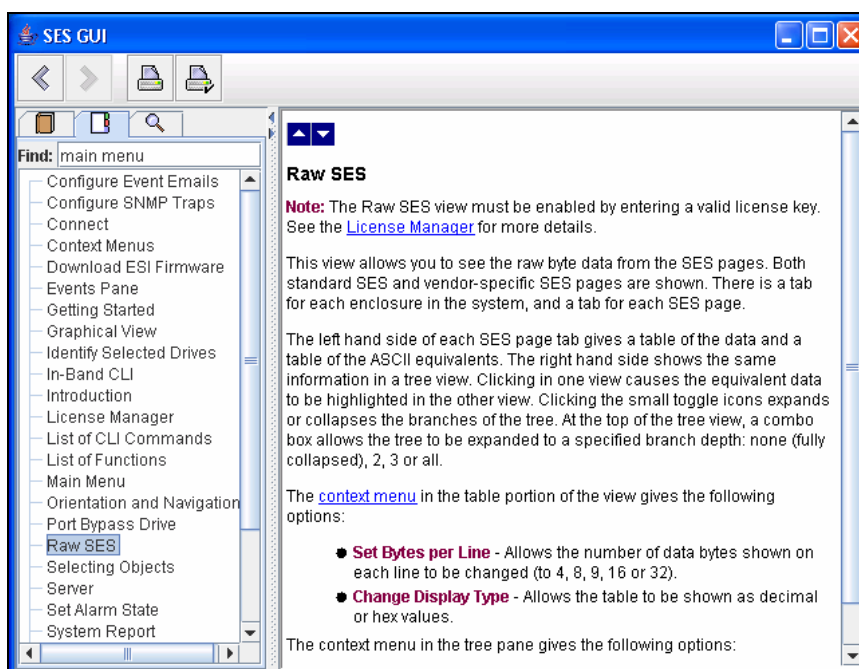 SES GUI
Find: main menu
Configure Event Emails
Configure SNMP Traps
Connect
Context Menus
Download ESI Firmware
Events Pane
Getting Started
Graphical View
Identify Selected Drives
In-Band CLI
Introduction
License Manager
List of CLI Commands
List of Functions
Main Menu
Orientation and Navigation
Port Bypass Drive
Raw SES
Selecting Objects
Server
Set Alarm State
System Report
Raw SES
Note: The Raw SES view must be enabled by entering a valid license key.
See the License Manager for more details.
This view allows you to see the raw byte data from the SES pages. Both
standard SES and vendor-specific SES pages are shown. There is a tab
for each enclosure in the system, and a tab for each SES page.
The left hand side of each SES page tab gives a table of the data and a
table of the ASCII equivalents. The right hand side shows the same
information in a tree view. Clicking in one view causes the equivalent data
to be highlighted in the other view. Clicking the small toggle icons expands
or collapses the branches of the tree. At the top of the tree view, a combo
box allows the tree to be expanded to a specified branch depth: none (fully
collapsed), 2, 3 or all.
The context menu in the table portion of the view gives the following
options:
● Set Bytes per Line - Allows the number of data bytes shown on
each line to be changed (to 4, 8, 9, 16 or 32).
● Change Display Type - Allows the table to be shown as decimal
or hex values.
The context menu in the tree pane gives the following options: